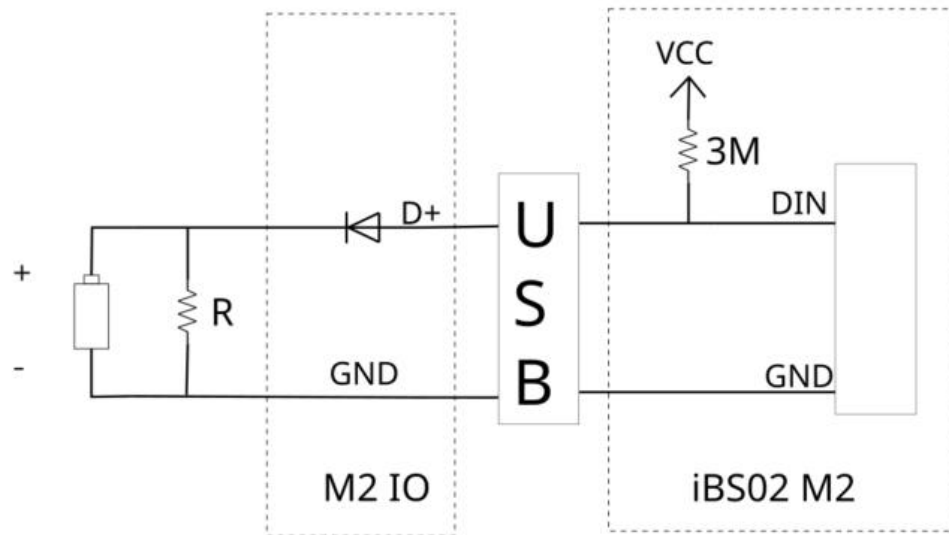 VCC
3M
DIN
D+
U
S
B
+
R
-
GND
GND
M2 IO
iBS02 M2